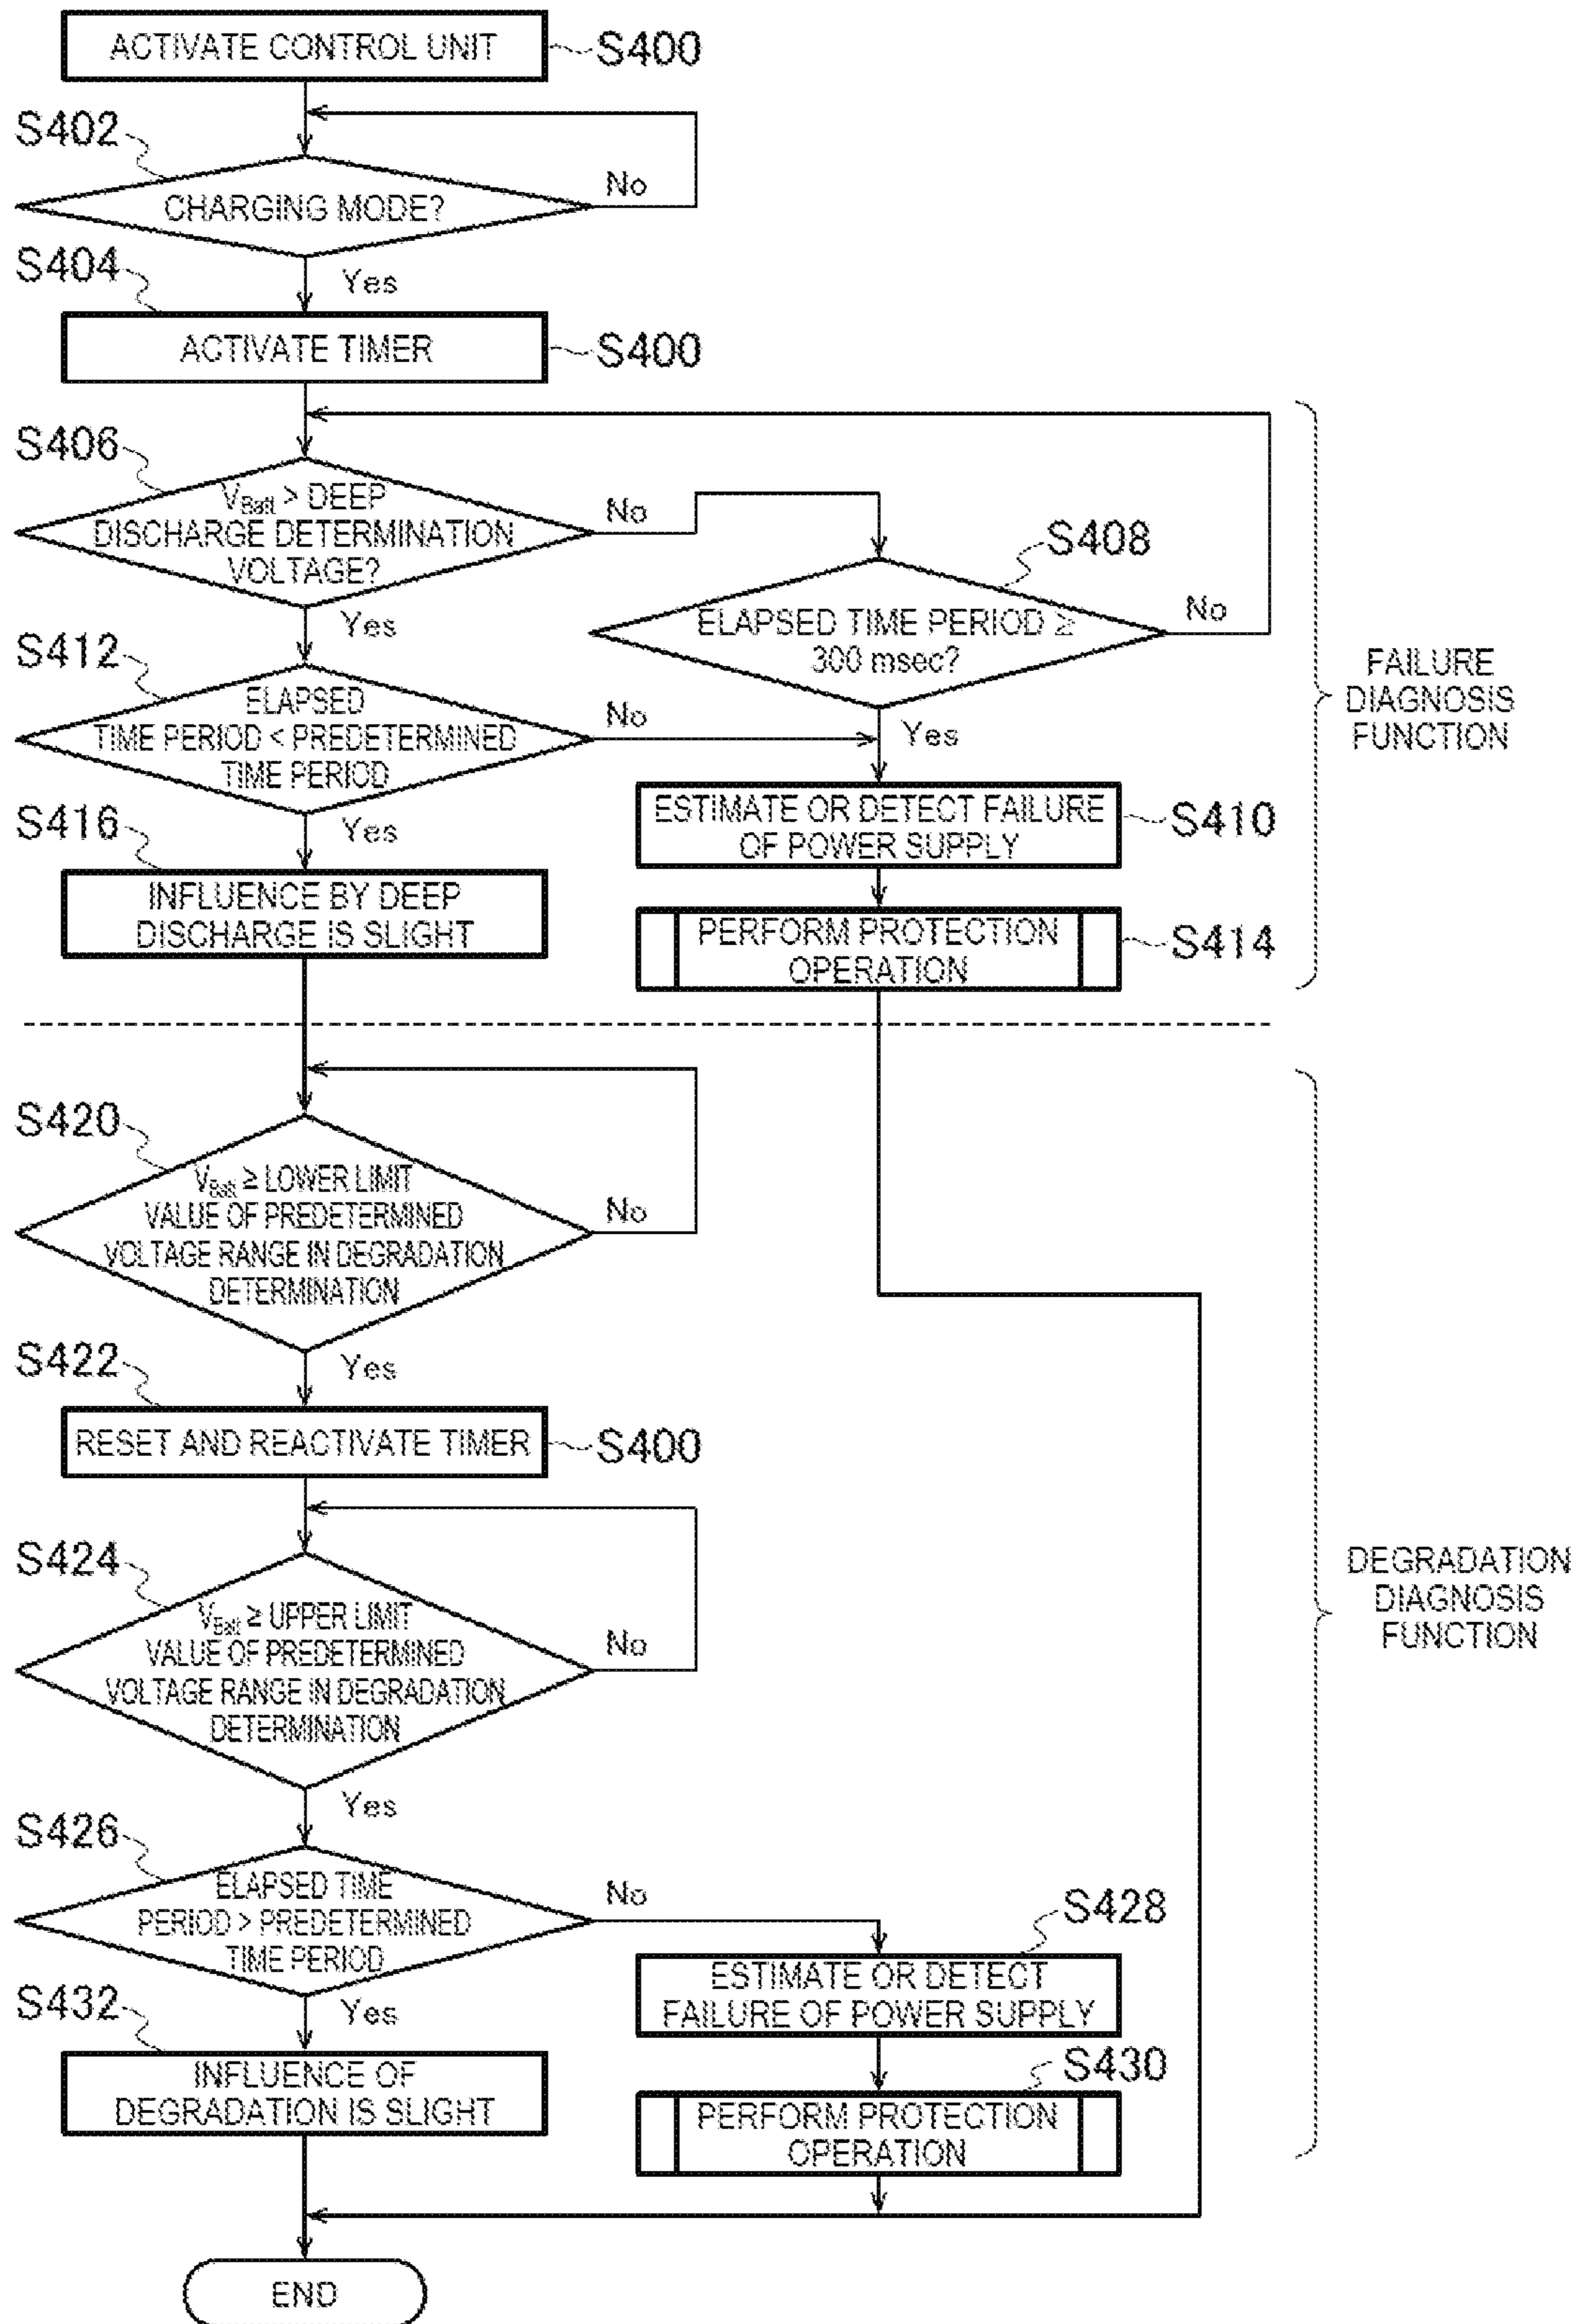 ACTIVATE CONTROL UNIT
S400
S402
CHARGING MODE?
No
Yes
S404
ACTIVATE TIMER
S400
S406
VBatt > DEEP
DISCHARGE DETERMINATION
VOLTAGE?
No
Yes
S408
ELAPSED TIME PERIOD ≥
300 msec?
No
Yes
S412
ELAPSED
TIME PERIOD < PREDETERMINED
TIME PERIOD
No
Yes
ESTIMATE OR DETECT FAILURE
OF POWER SUPPLY
S410
S416
INFLUENCE BY DEEP
DISCHARGE IS SLIGHT
PERFORM PROTECTION
OPERATION
S414
FAILURE
DIAGNOSIS
FUNCTION
S420
VBatt ≥ LOWER LIMIT
VALUE OF PREDETERMINED
VOLTAGE RANGE IN DEGRADATION
DETERMINATION
No
Yes
S422
RESET AND REACTIVATE TIMER
S400
S424
VBatt ≥ UPPER LIMIT
VALUE OF PREDETERMINED
VOLTAGE RANGE IN DEGRADATION
DETERMINATION
No
Yes
S426
ELAPSED TIME
PERIOD > PREDETERMINED
TIME PERIOD
No
Yes
S428
ESTIMATE OR DETECT
FAILURE OF POWER SUPPLY
S432
INFLUENCE OF
DEGRADATION IS SLIGHT
S430
PERFORM PROTECTION
OPERATION
DEGRADATION
DIAGNOSIS
FUNCTION
END